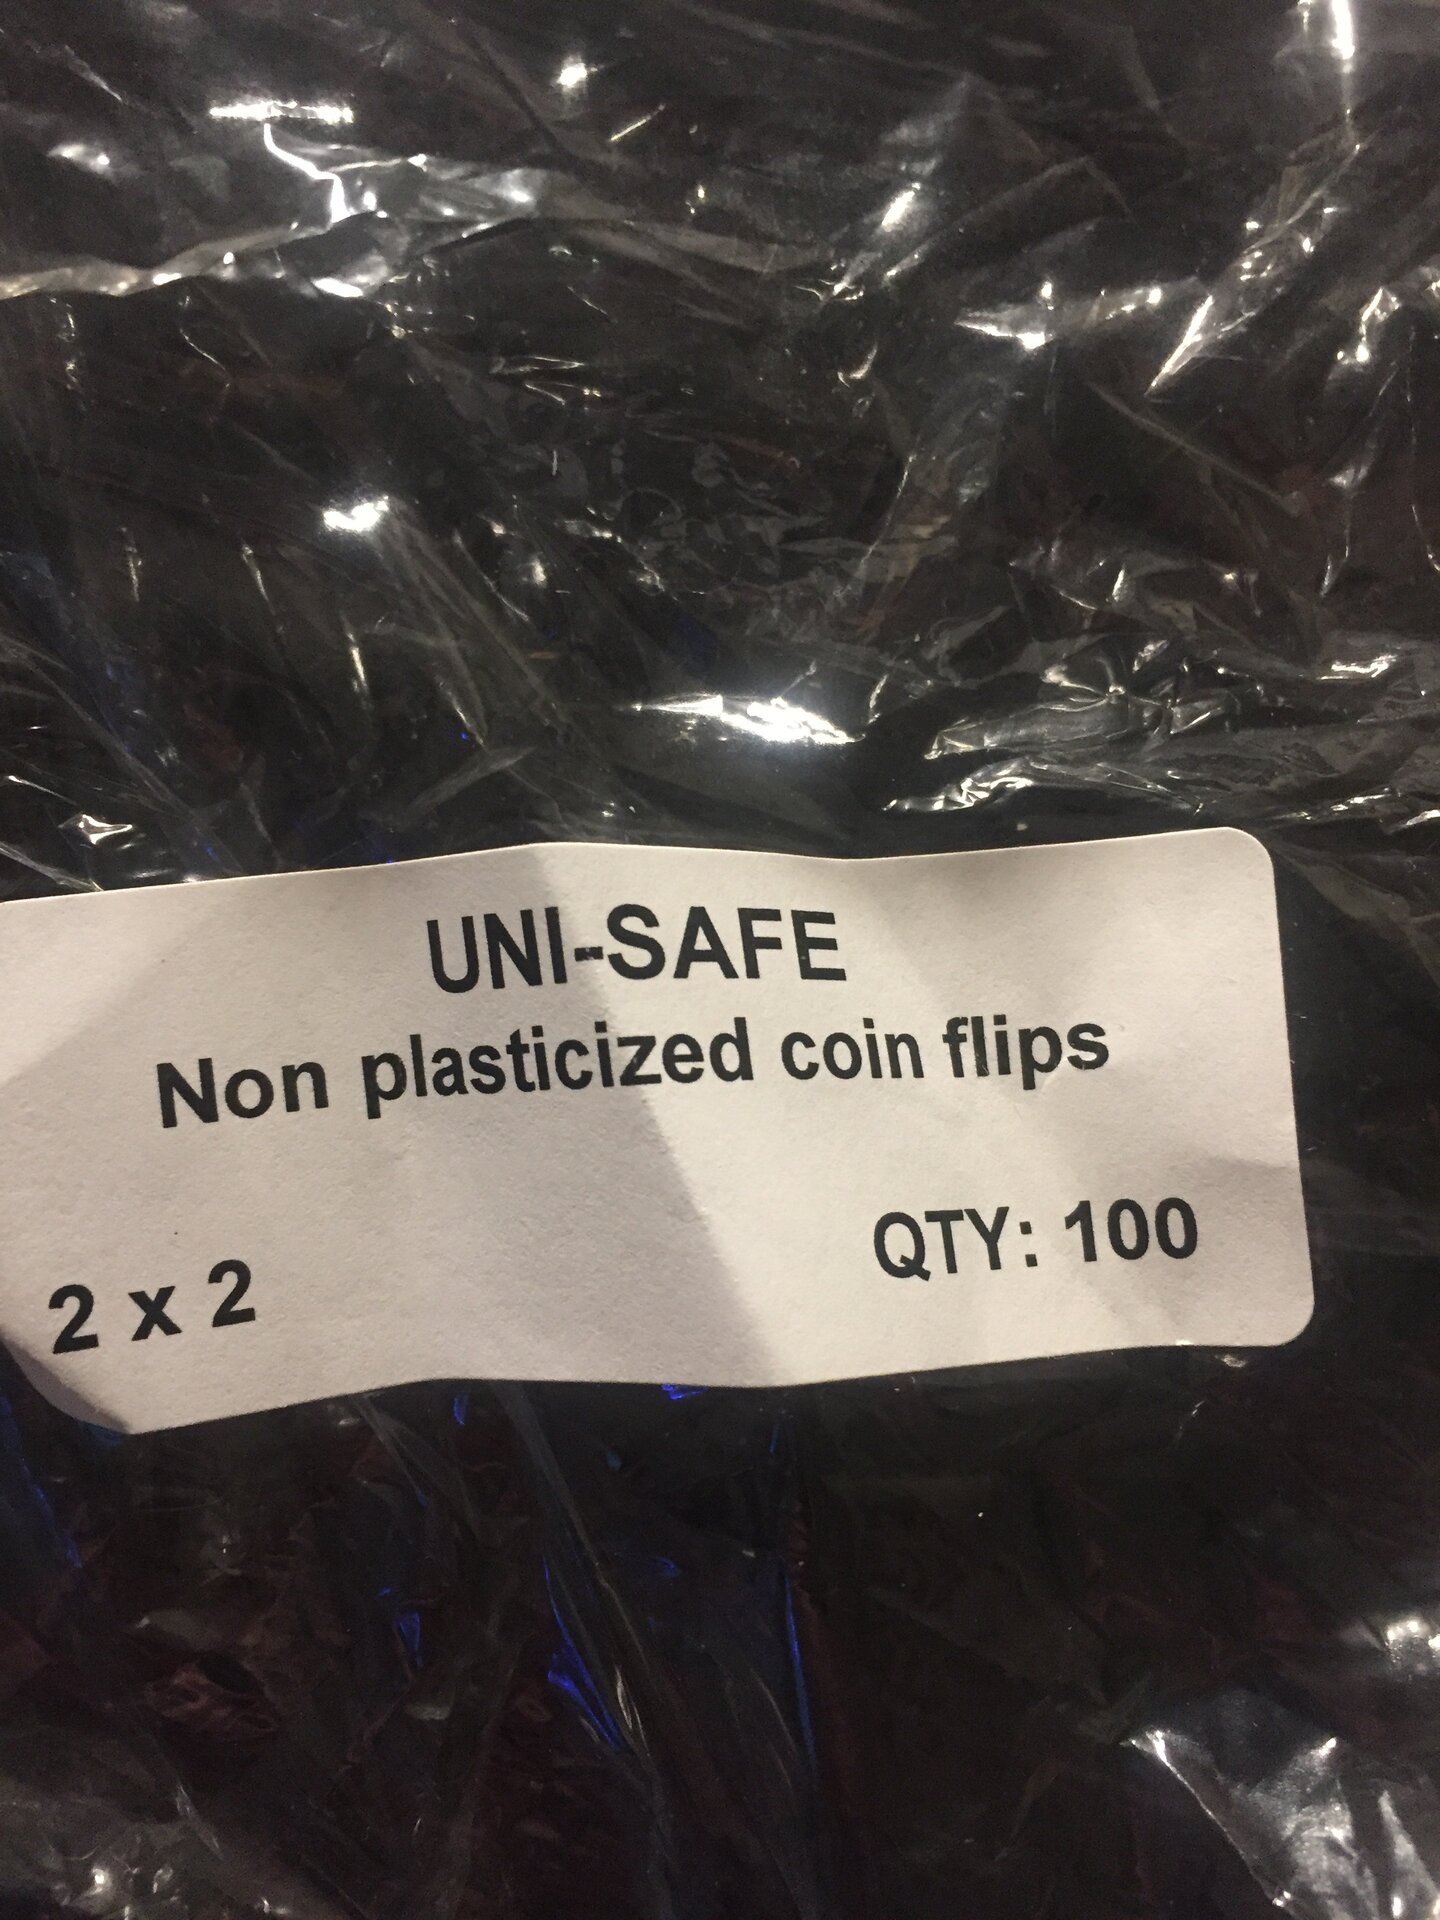 UNI-SAFE
Non plasticized coin flips
QTY: 100
2 x 2